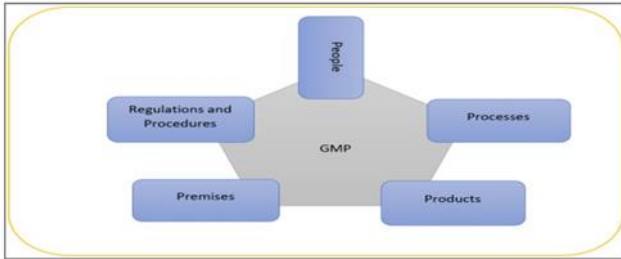 People
Regulations and
Procedures
Processes
GMP
Premises
Products